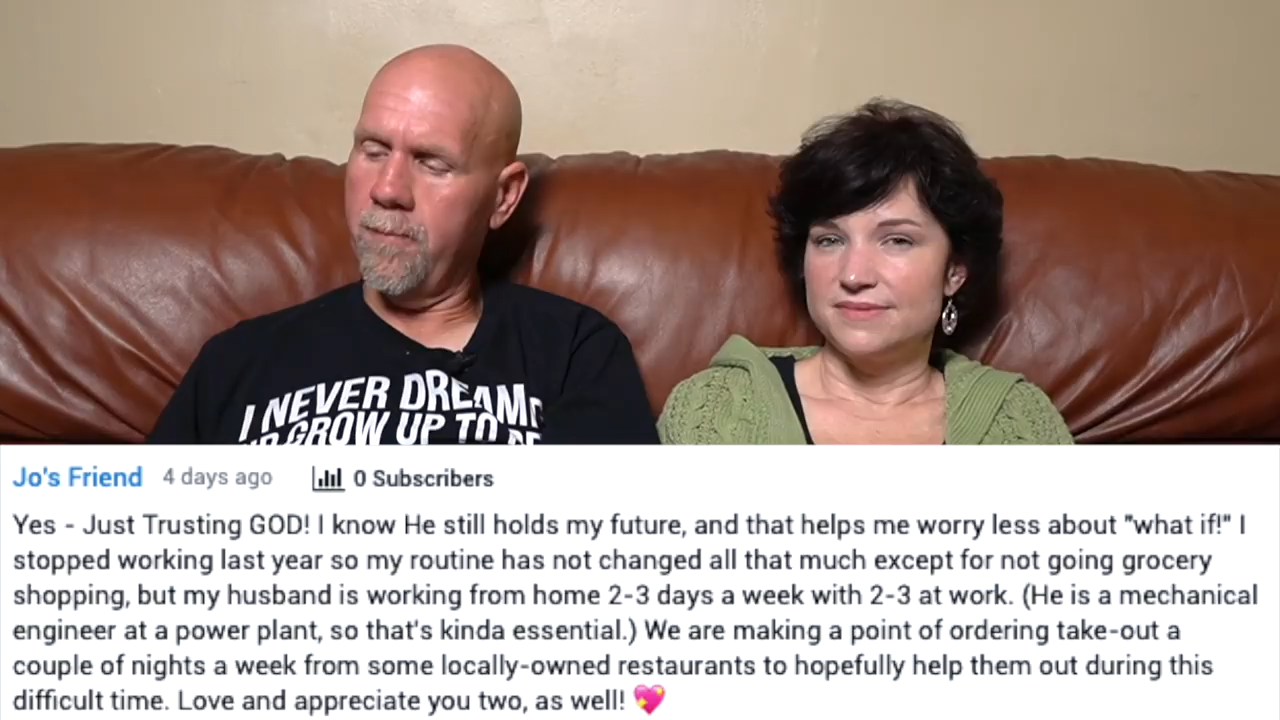 I NEVER DREAME
GROW UP TO
Jo's Friend 4 days ago 0 Subscribers
Yes - Just Trusting GOD! I know He still holds my future, and that helps me worry less about "what if!" I
stopped working last year so my routine has not changed all that much except for not going grocery
shopping, but my husband is working from home 2-3 days a week with 2-3 at work. (He is a mechanical
engineer at a power plant, so that's kinda essential.) We are making a point of ordering take-out a
couple of nights a week from some locally-owned restaurants to hopefully help them out during this
difficult time. Love and appreciate you two, as well! 💖